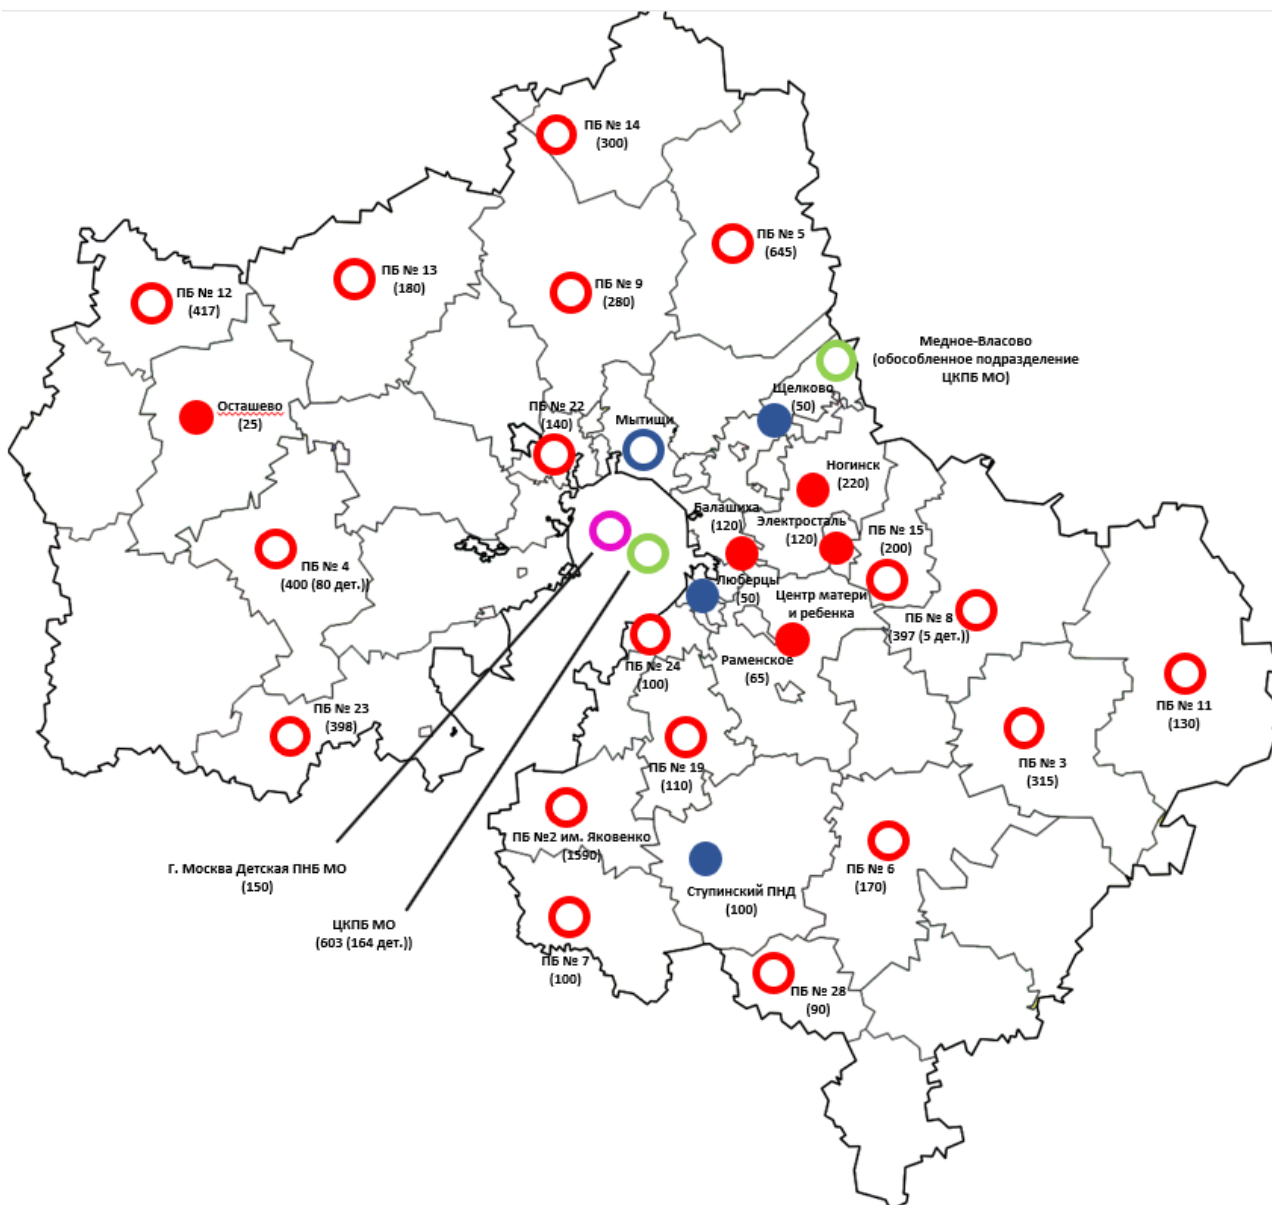 ПБ № 14
(300)
ПБ № 5
(645)
ПБ № 13
(180)
ПБ № 9
(280)
ПБ № 12
(417)
Медное-Власово
(обособленное подразделение
ЦКПБ МО)
Щелково
(50)
Осташево
(25)
ПБ № 22
(140)
Мытищи
Ногинск
(220)
Балашиха
(120)
Электросталь
(120)
ПБ № 15
(200)
ПБ № 4
(400 (80 дет.))
Люберцы
(50)
Центр матери
и ребенка
ПБ № 8
(397 (5 дет.))
ПБ № 24
(100)
Раменское
(65)
ПБ № 11
(130)
ПБ № 23
(398)
ПБ № 19
(110)
ПБ № 3
(315)
ПБ №2 им. Яковенко
(1590)
Г. Москва Детская ПНБ МО
(150)
Ступинский ПНД
(100)
ПБ № 6
(170)
ЦКПБ МО
(603 (164 дет.))
ПБ № 7
(100)
ПБ № 28
(90)